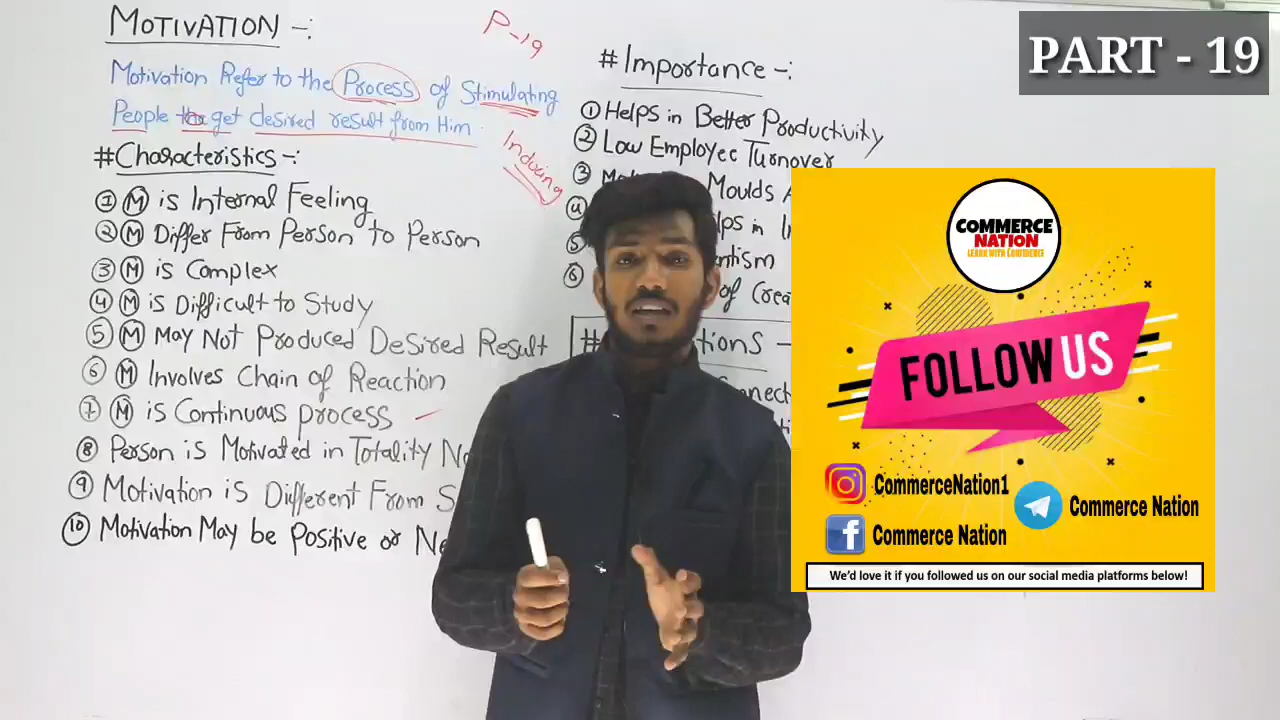 MOTIVATION -:
P-19
Motivation Refer to the Process of Stimulating
People to get desired result from Him
Inducing
#Characteristics -:
① Ⓜ is Internal Feeling
② Ⓜ Differ From Person to Person
③ Ⓜ is Complex
④ Ⓜ is Difficult to Study
⑤ Ⓜ May Not Produced Desired Result
⑥ Ⓜ Involves Chain of Reaction
⑦ Ⓜ is Continuous process
⑧ Person is Motivated in Totality
⑨ Motivation is Different From
⑩ Motivation May be Positive or
#Importance -:
① Helps in Better Productivity
② Low Employee Turnover
③ Moulds
④ in
⑤
⑥ of
#
PART - 19
COMMERCE
NATION
LEARN WITH CONFIDENCE
FOLLOW US
CommerceNation1
Commerce Nation
Commerce Nation
We'd love it if you followed us on our social media platforms below!